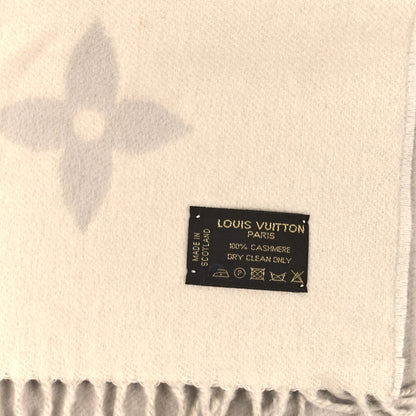 LOUIS VUITTON
PARIS
MADE IN
SCOTLAND
100% CASHMERE
DRY CLEAN ONLY
P